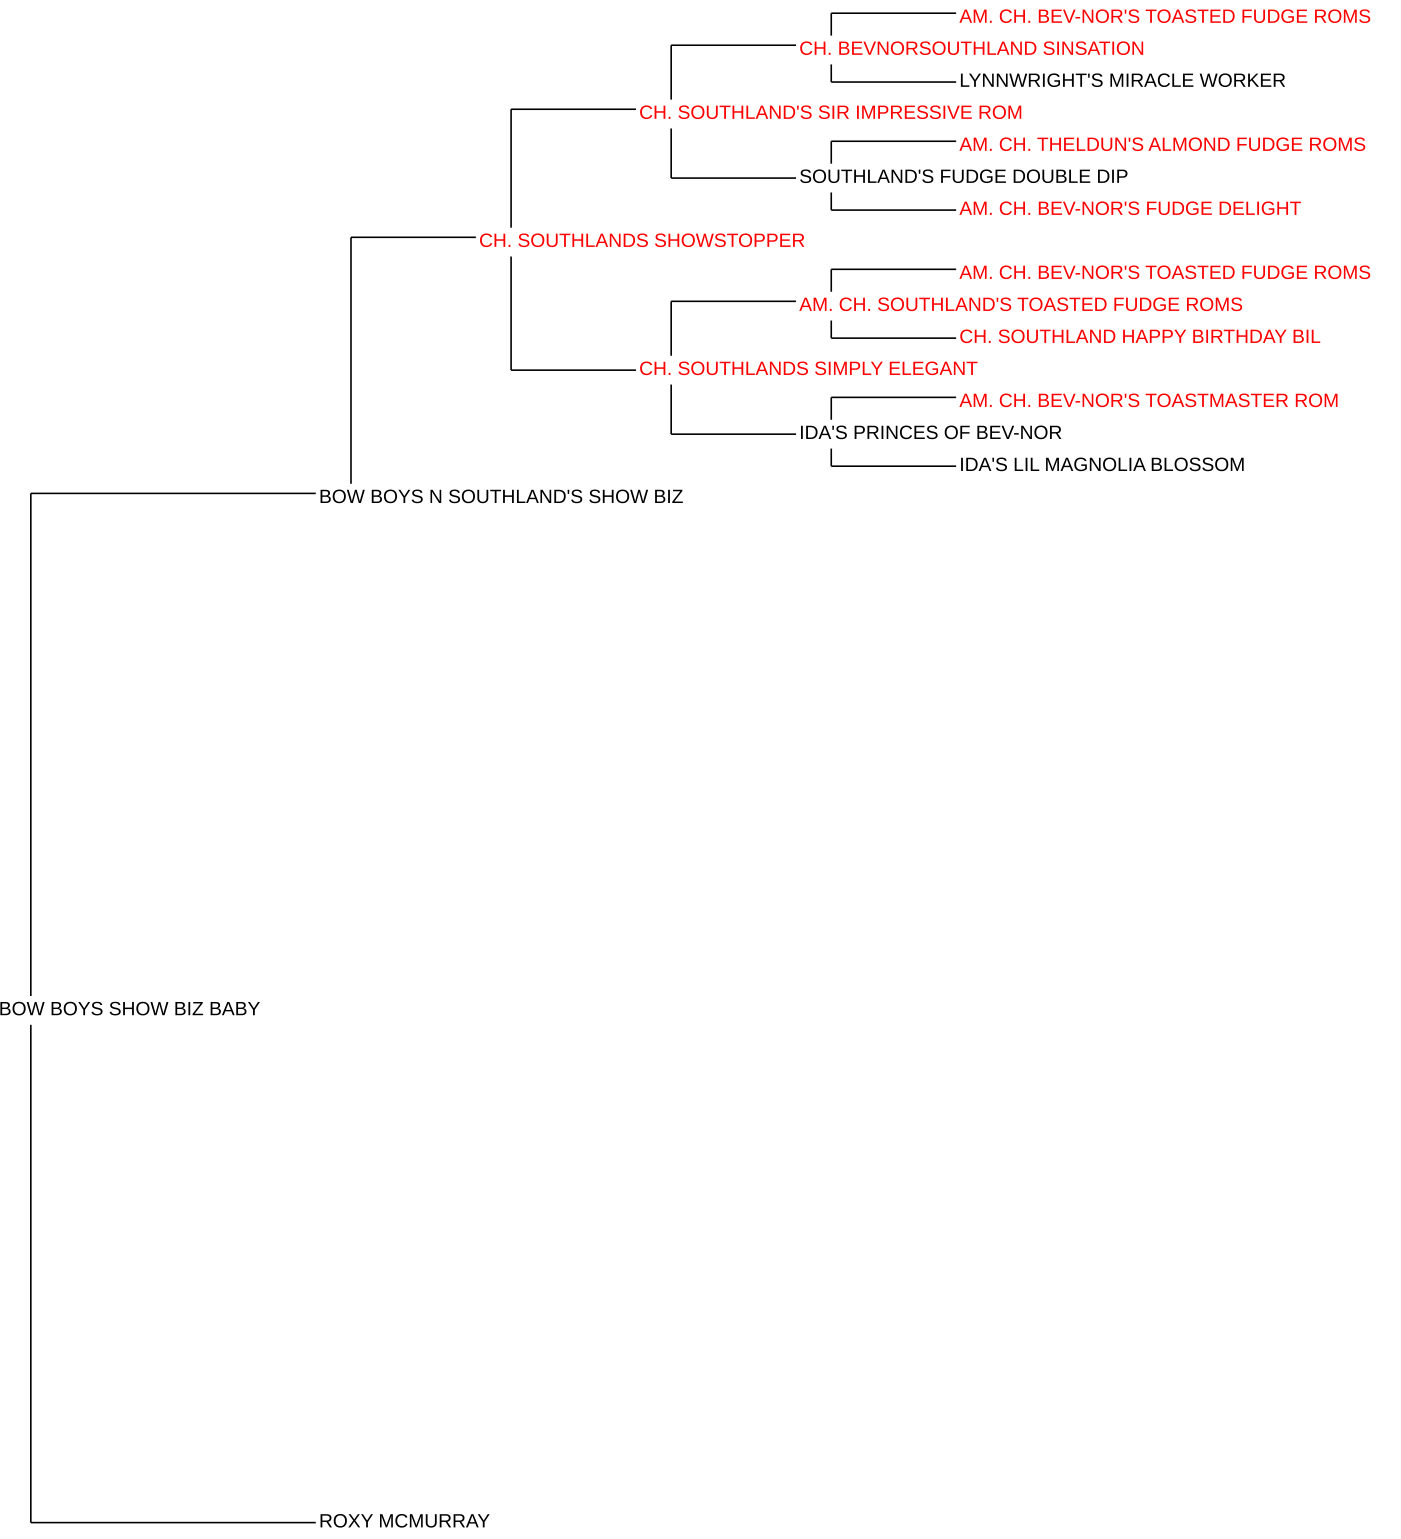 AM. CH. BEV-NOR'S TOASTED FUDGE ROMS
CH. BEVNORSOUTHLAND SINSATION
LYNNWRIGHT'S MIRACLE WORKER
CH. SOUTHLAND'S SIR IMPRESSIVE ROM
AM. CH. THELDUN'S ALMOND FUDGE ROMS
SOUTHLAND'S FUDGE DOUBLE DIP
AM. CH. BEV-NOR'S FUDGE DELIGHT
CH. SOUTHLANDS SHOWSTOPPER
AM. CH. BEV-NOR'S TOASTED FUDGE ROMS
AM. CH. SOUTHLAND'S TOASTED FUDGE ROMS
CH. SOUTHLAND HAPPY BIRTHDAY BIL
CH. SOUTHLANDS SIMPLY ELEGANT
AM. CH. BEV-NOR'S TOASTMASTER ROM
IDA'S PRINCES OF BEV-NOR
IDA'S LIL MAGNOLIA BLOSSOM
BOW BOYS N SOUTHLAND'S SHOW BIZ
BOW BOYS SHOW BIZ BABY
ROXY MCMURRAY